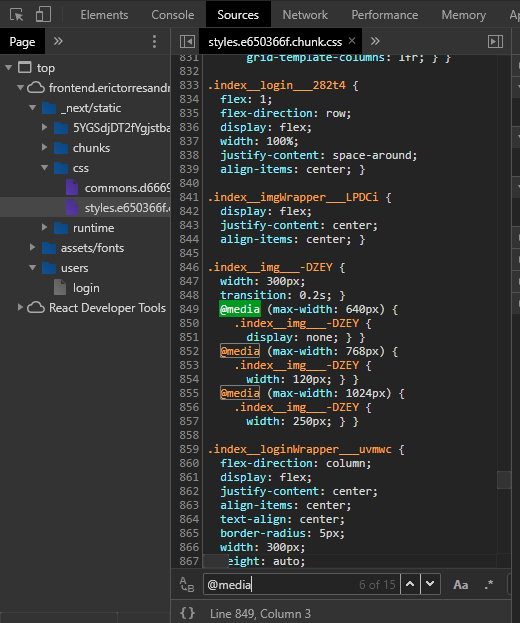 Elements Console Sources Network Performance Memory
Page » styles.e650366f.chunk.css × »
top
frontend.erictorresandr
_next/static
5YGSdjDT2fYgjstba
chunks
css
commons.d6669
styles.e650366f.c
runtime
assets/fonts
users
login
React Developer Tools
831 grid-template-columns: 1fr; } }
832
833 .index__login___282t4 {
834 flex: 1;
835 flex-direction: row;
836 display: flex;
837 width: 100%;
838 justify-content: space-around;
839 align-items: center; }
840
841 .index__imgWrapper___LPDCi {
842 display: flex;
843 justify-content: center;
844 align-items: center; }
845
846 .index__img___-DZEY {
847 width: 300px;
848 transition: 0.2s; }
849 @media (max-width: 640px) {
850 .index__img___-DZEY {
851 display: none; } }
852 @media (max-width: 768px) {
853 .index__img___-DZEY {
854 width: 120px; } }
855 @media (max-width: 1024px) {
856 .index__img___-DZEY {
857 width: 250px; } }
858
859 .index__loginWrapper___uvmwc {
860 flex-direction: column;
861 display: flex;
862 justify-content: center;
863 align-items: center;
864 text-align: center;
865 border-radius: 5px;
866 width: 300px;
867 eight: auto;
@media 6 of 15 Aa .*
{} Line 849, Column 3